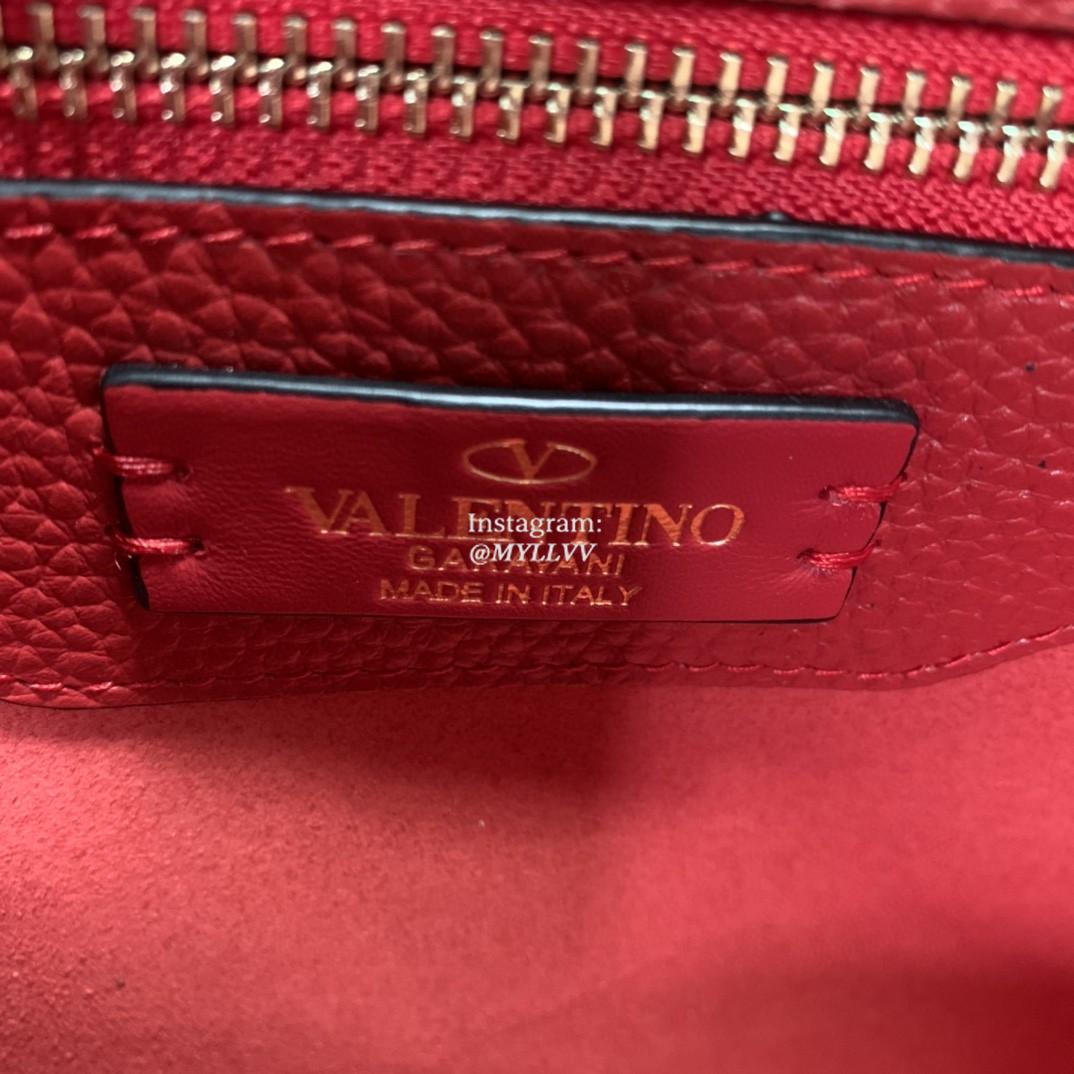 V
VALENTINO
Instagram:
@MYLLVV
GARAVANI
MADE IN ITALY